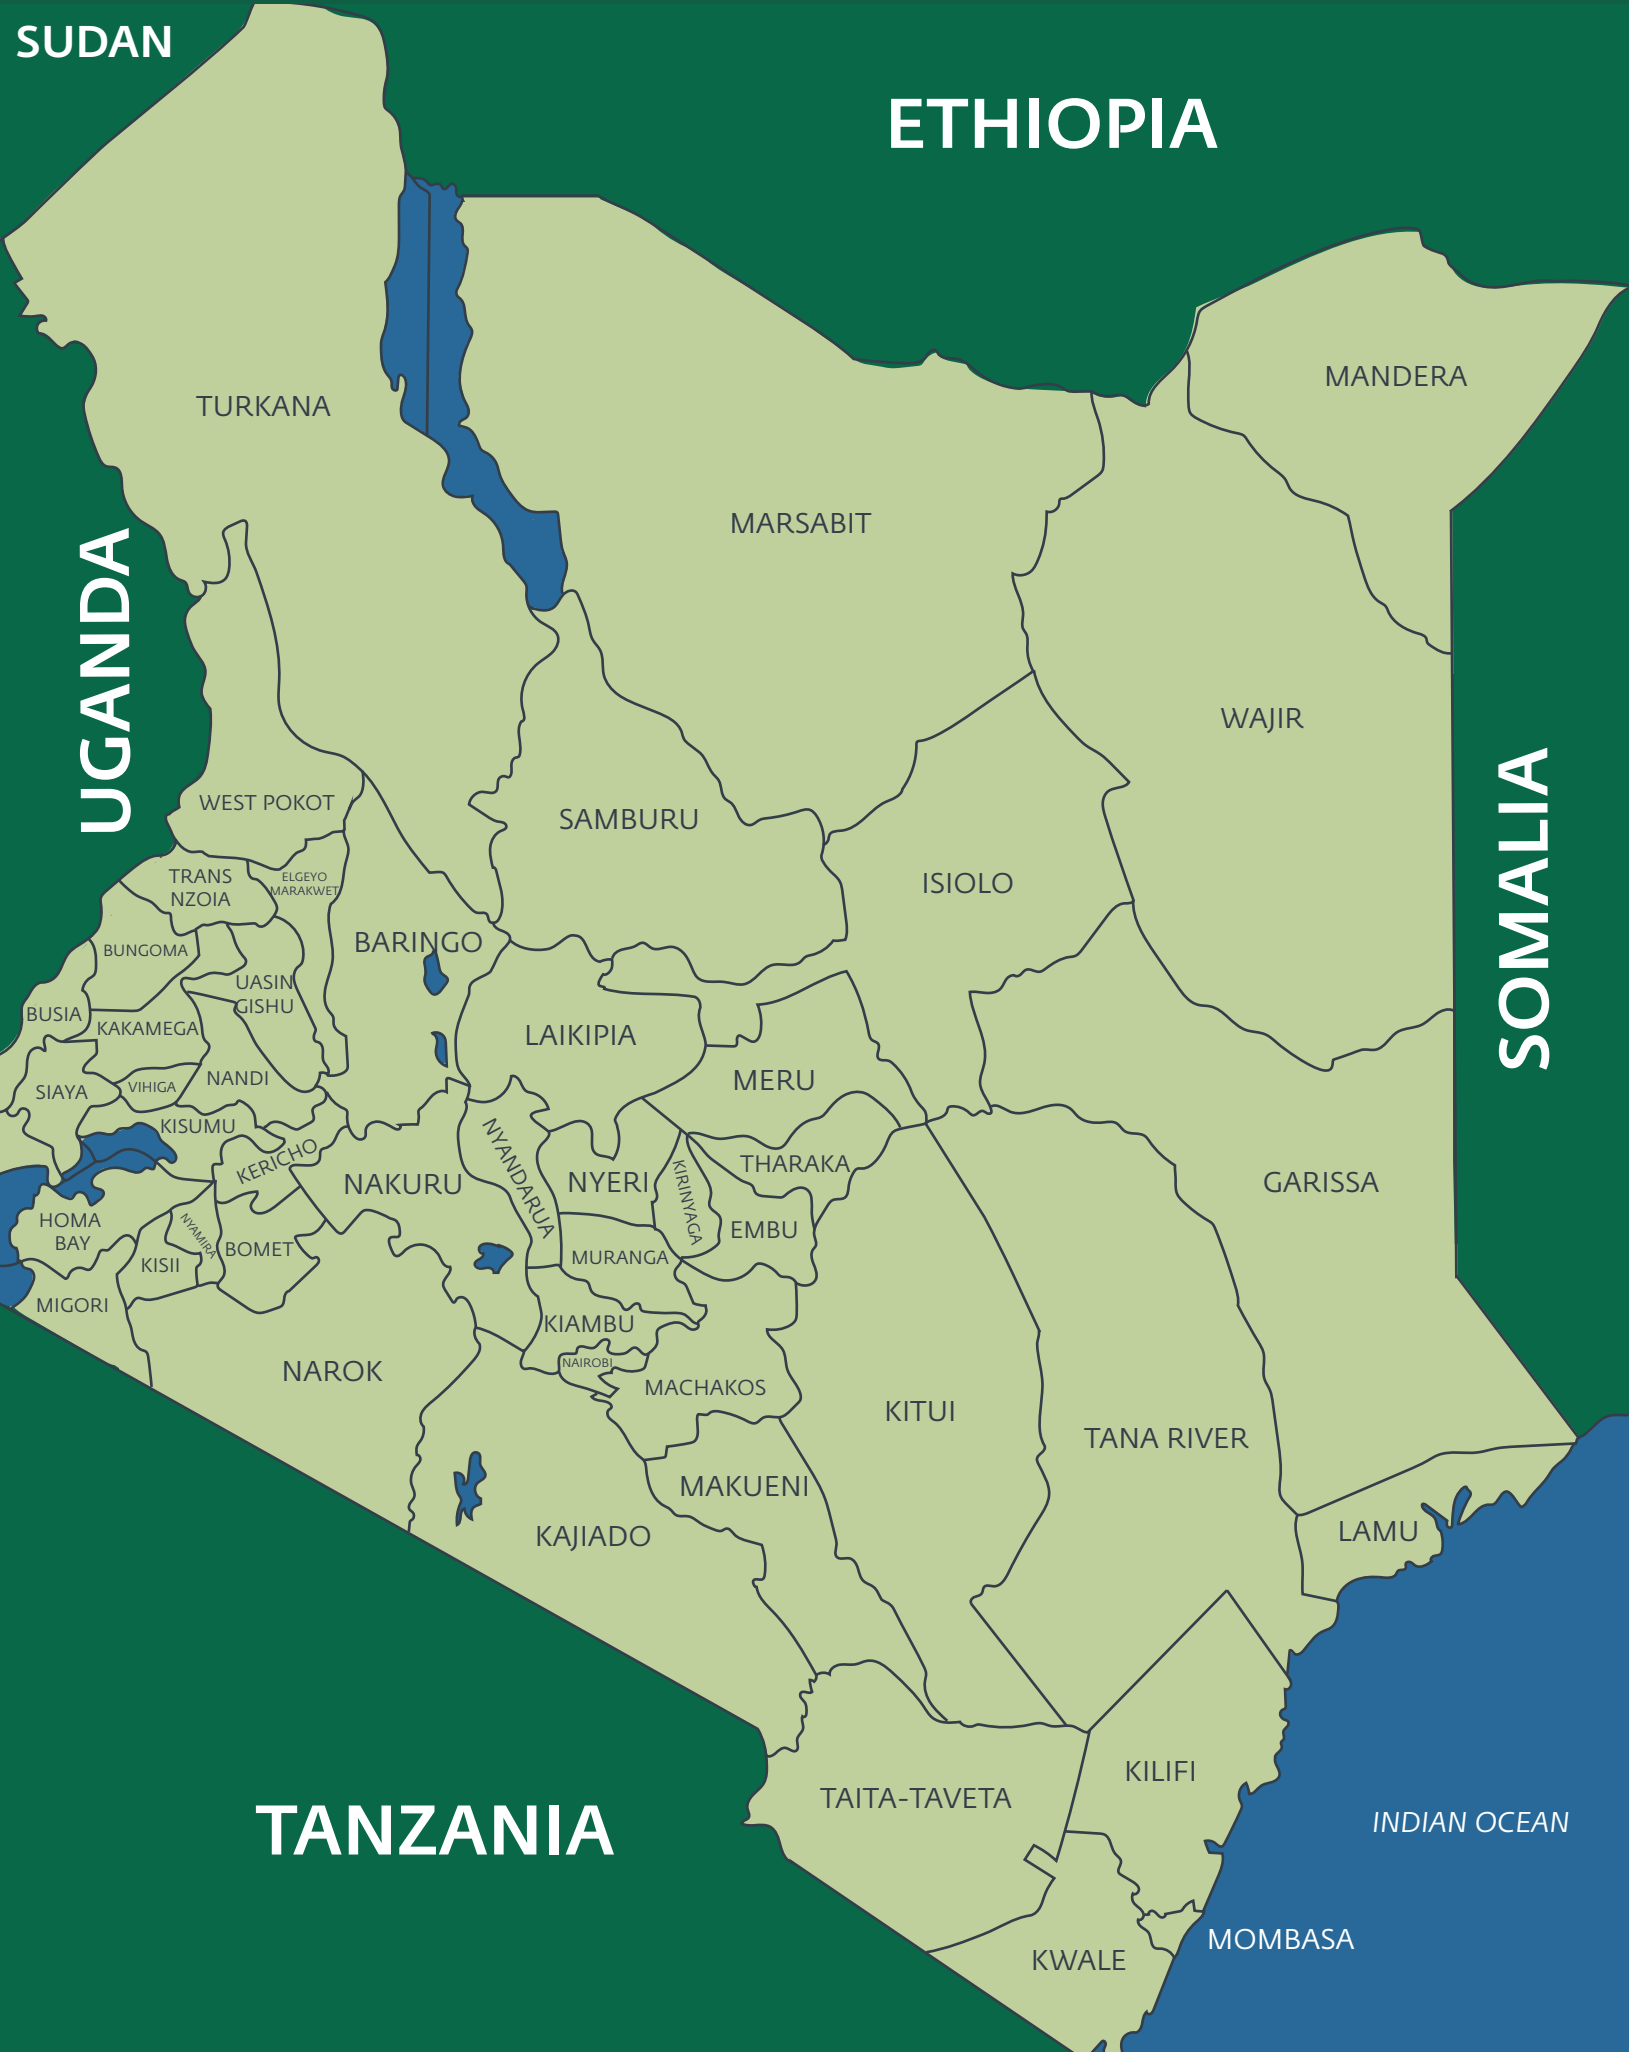 SUDAN
ETHIOPIA
MANDERA
TURKANA
MARSABIT
UGANDA
WAJIR
SOMALIA
WEST POKOT
SAMBURU
TRANS
NZOIA
ELGEYO
MARAKWET
ISIOLO
BUNGOMA
BARINGO
UASIN
GISHU
BUSIA
KAKAMEGA
LAIKIPIA
SIAYA
VIHIGA
NANDI
MERU
KISUMU
KERICHO
NYANDARUA
THARAKA
NAKURU
NYERI
KIRINYAGA
GARISSA
HOMA
BAY
NYAMIRA
BOMET
EMBU
KISII
MURANGA
MIGORI
KIAMBU
NAIROBI
NAROK
MACHAKOS
KITUI
TANA RIVER
MAKUENI
KAJIADO
LAMU
KILIFI
TAITA-TAVETA
TANZANIA
INDIAN OCEAN
MOMBASA
KWALE